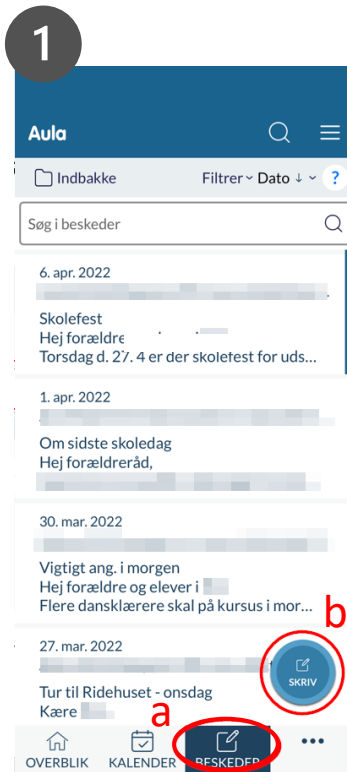 1
Aula
Indbakke Filtrer Dato ↓ ?
Søg i beskeder
6. apr. 2022
Skolefest
Hej forældre
Torsdag d. 27. 4 er der skolefest for uds...
1. apr. 2022
Om sidste skoledag
Hej forældreråd,
30. mar. 2022
Vigtigt ang. i morgen
Hej forældre og elever i
Flere dansklærere skal på kursus i mor...
b
27. mar. 2022
SKRIV
Tur til Ridehuset - onsdag
Kære
a
OVERBLIK KALENDER BESKEDER